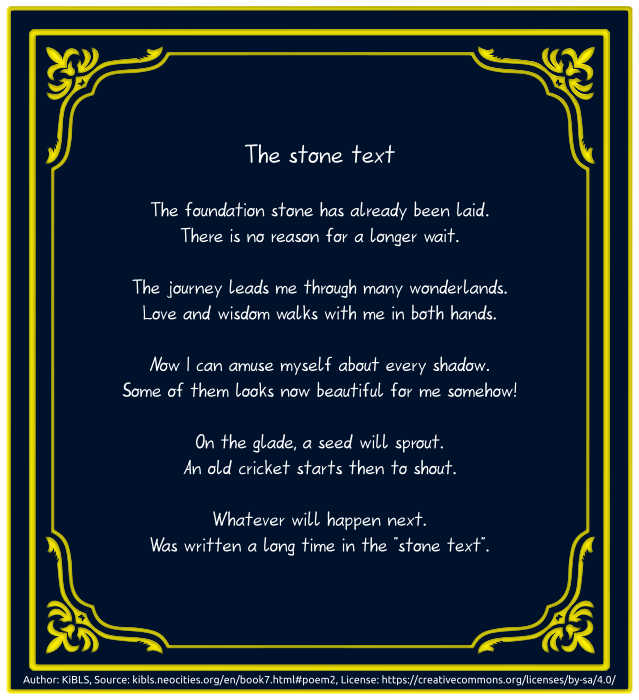 The stone text
The foundation stone has already been laid.
There is no reason for a longer wait.
The journey leads me through many wonderlands.
Love and wisdom walks with me in both hands.
Now I can amuse myself about every shadow.
Some of them looks now beautiful for me somehow!
On the glade, a seed will sprout.
An old cricket starts then to shout.
Whatever will happen next.
Was written a long time in the "stone text".
Author: KiBLS, Source: kibls.neocities.org/en/book7.html#poem2, License: https://creativecommons.org/licenses/by-sa/4.0/